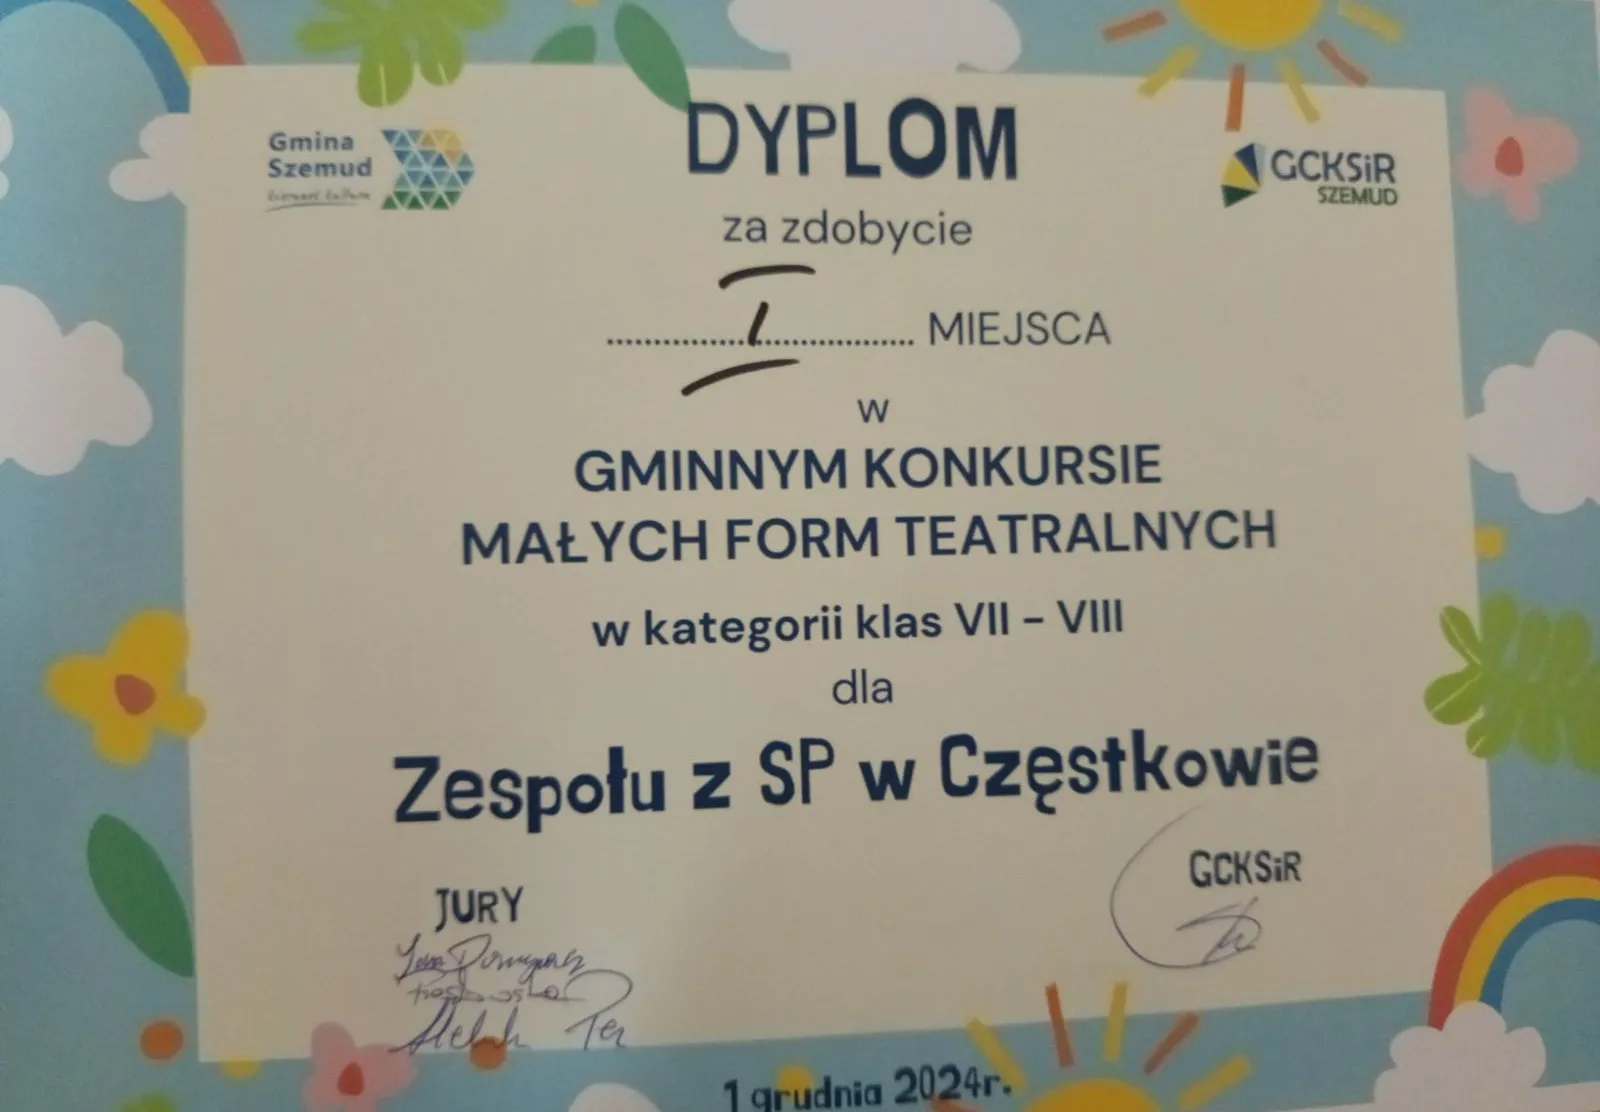 Gmina
Szemud
DYPLOM
GCKSiR
SZEMUD
za zdobycie
I MIEJSCA
w
GMINNYM KONKURSIE
MAŁYCH FORM TEATRALNYCH
w kategorii klas VII - VIII
dla
Zespołu z SP w Częstkowie
JURY
GCKSiR
1 grudnia 2024r.